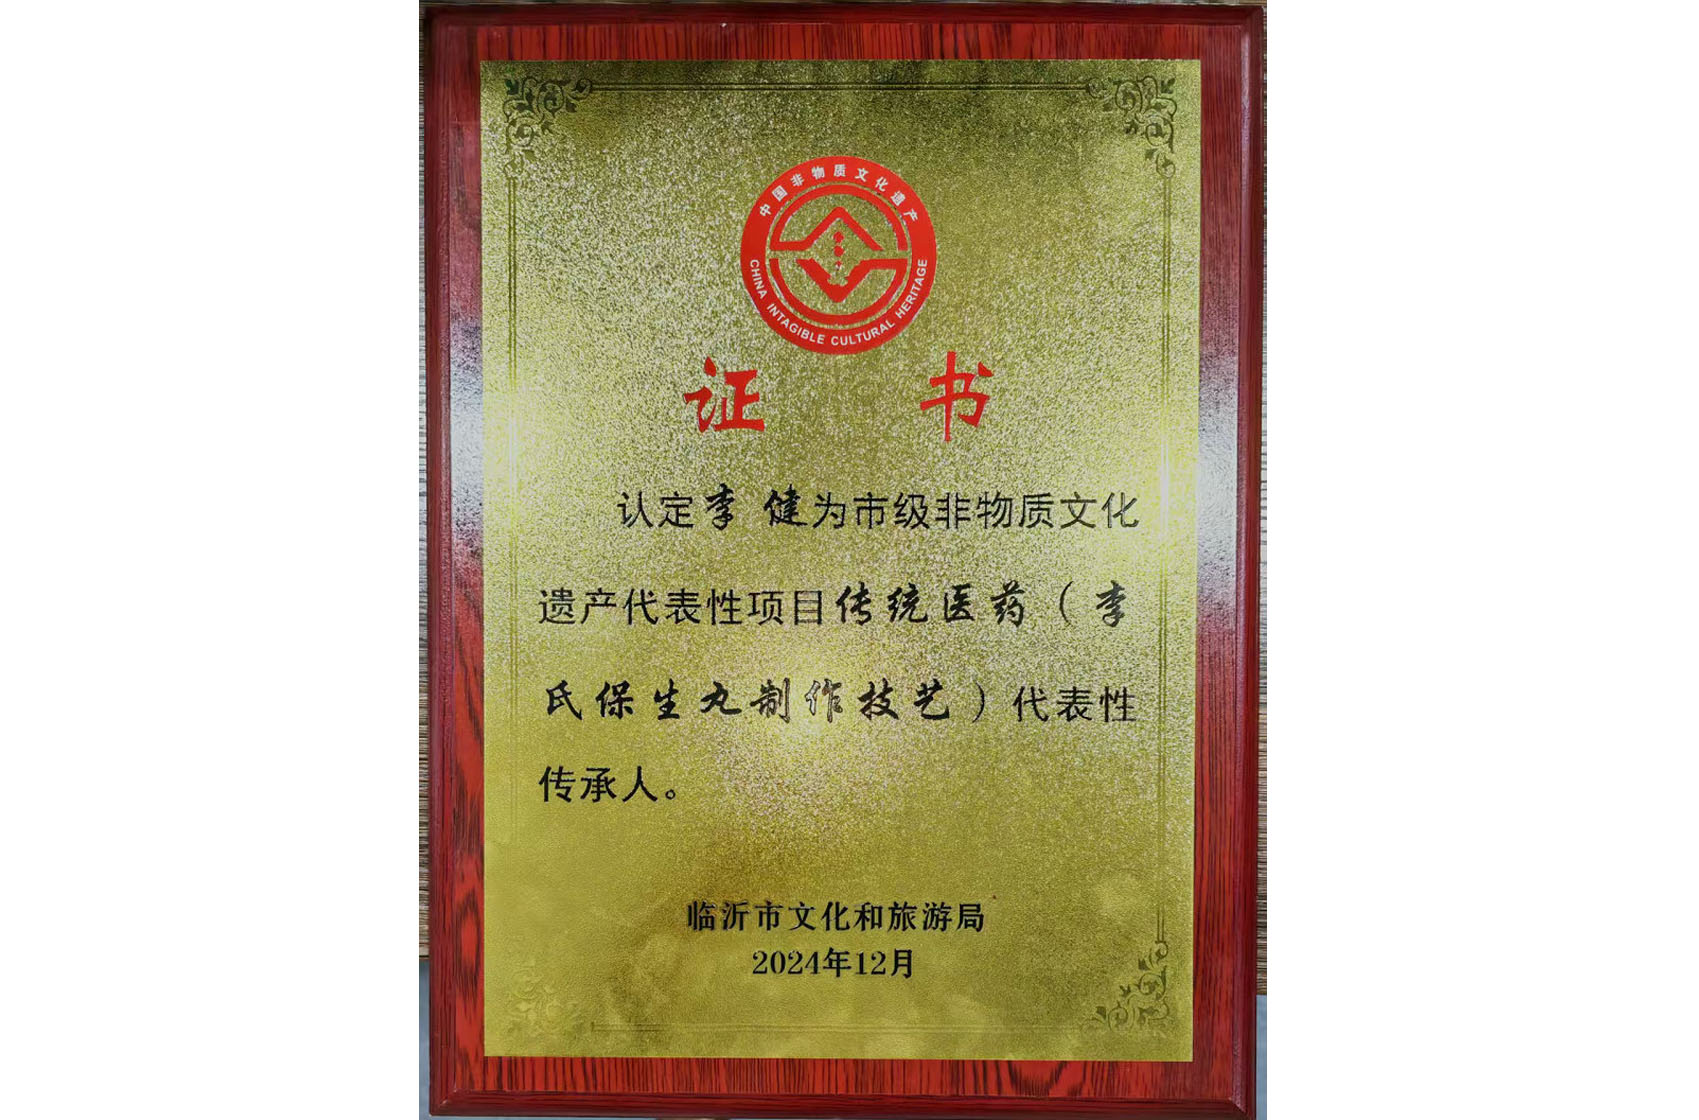 中国非物质文化遗产
CHINA INTAGIBLE CULTURAL HERITAGE
证 书
认定李 健为市级非物质文化
遗产代表性项目传统医药（李
氏保生丸制作技艺）代表性
传承人。
临沂市文化和旅游局
2024年12月